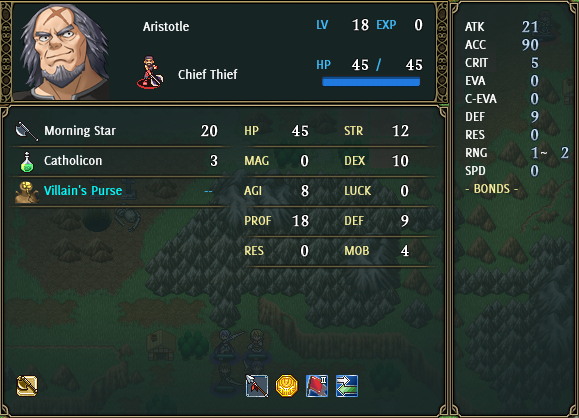 Aristotle
LV 18 EXP 0
Chief Thief
HP 45 / 45
Morning Star 20
Catholicon 3
Villain's Purse --
HP 45 STR 12
MAG 0 DEX 10
AGI 8 LUCK 0
PROF 18 DEF 9
RES 0 MOB 4
II
ATK 21
ACC 90
CRIT 5
EVA 0
C-EVA 0
DEF 9
RES 0
RNG 1~ 2
SPD 0
- BONDS -